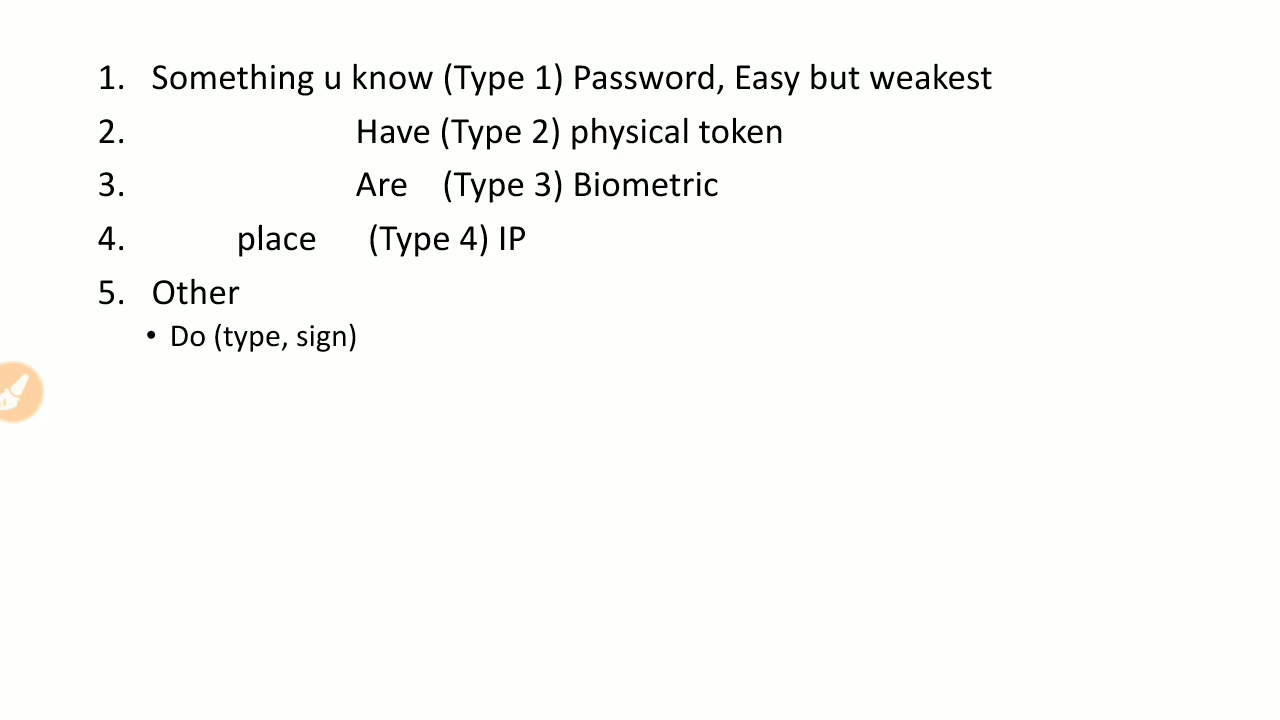 1. Something u know (Type 1) Password, Easy but weakest
2. Have (Type 2) physical token
3. Are (Type 3) Biometric
4. place (Type 4) IP
5. Other
• Do (type, sign)